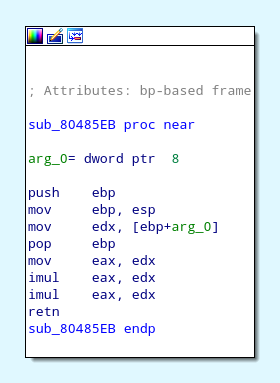 ; Attributes: bp-based frame
sub_80485EB proc near
arg_0= dword ptr  8
push    ebp
mov     ebp, esp
mov     edx, [ebp+arg_0]
pop     ebp
mov     eax, edx
imul    eax, edx
imul    eax, edx
retn
sub_80485EB endp